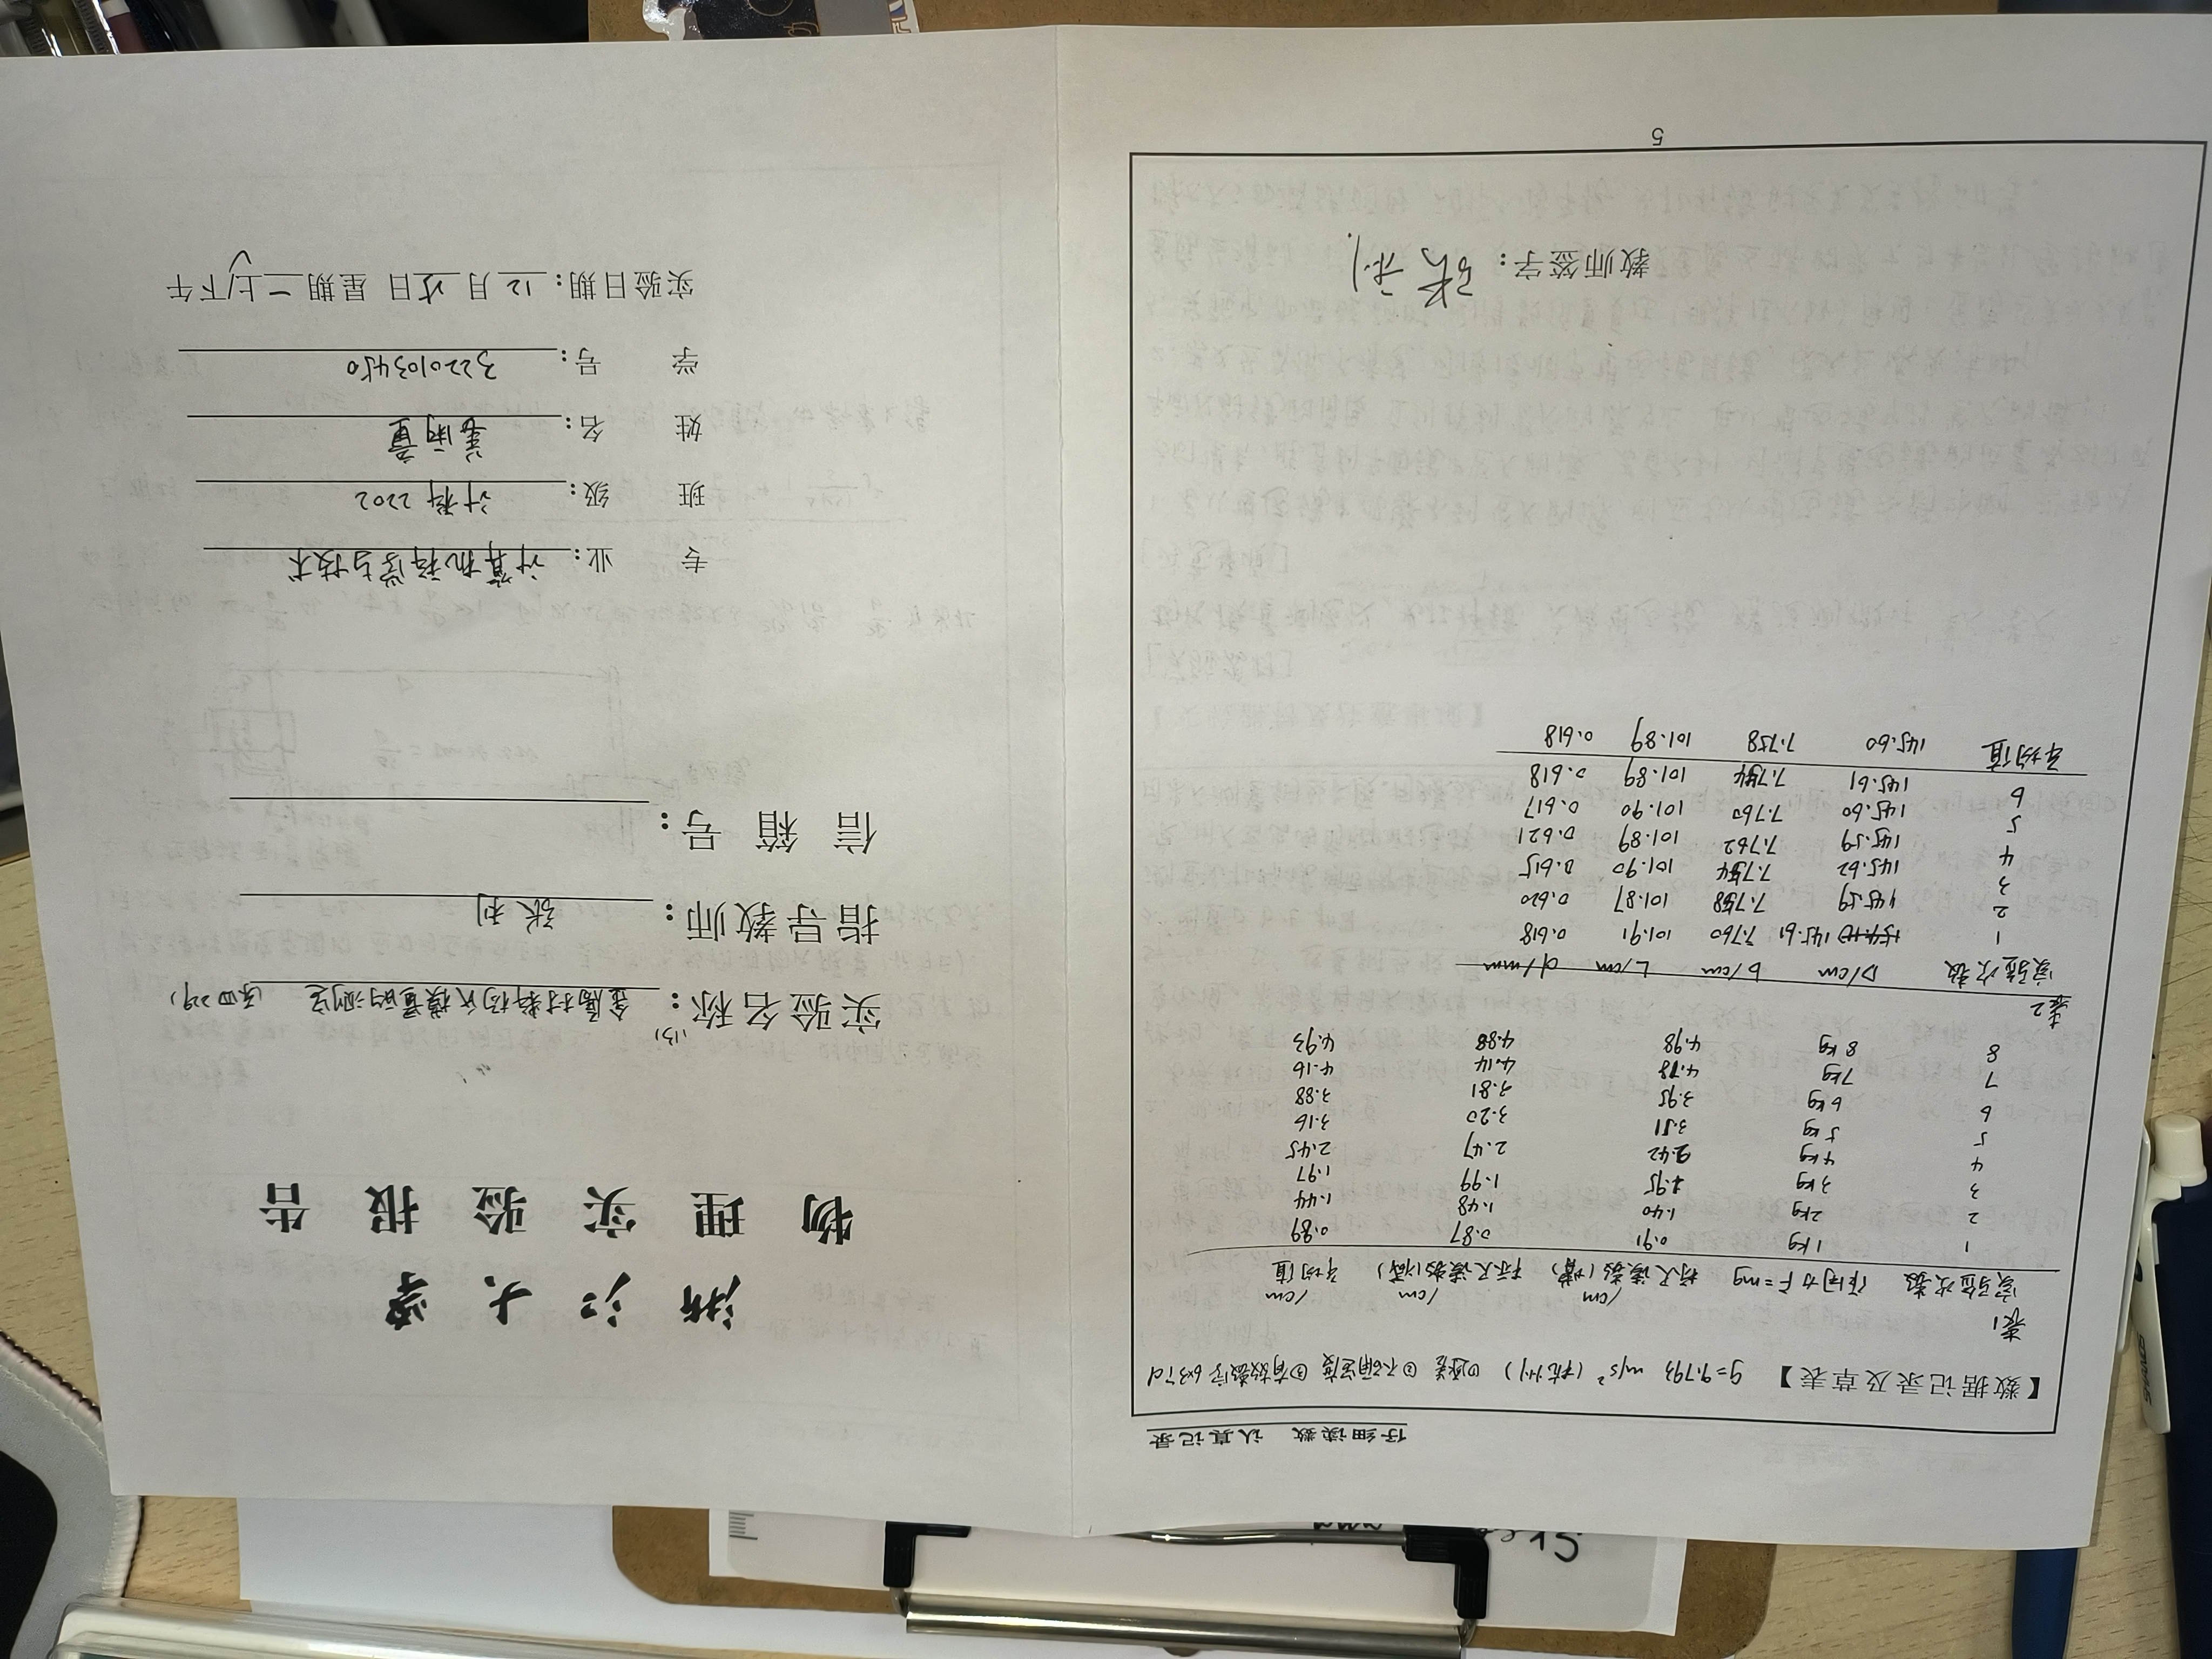 仔细读数 认真记录
【数据记录及草表】 g=9.793 m/s² (杭州) ①逐差 ②不确定度 ③有效数字 6×3个d
表1
实验次数 作用力F=mg 标尺读数(增)/cm 标尺读数(减)/cm 平均值/cm
1 1kg 0.91 0.87 0.89
2 2kg 1.40 1.48 1.44
3 3kg 1.95 1.99 1.97
4 4kg 2.42 2.47 2.45
5 5kg 3.11 3.20 3.16
6 6kg 3.95 3.81 3.88
7 7kg 4.18 4.14 4.16
8 8kg 4.98 4.88 4.93
表2
实验次数 D/cm b/cm L/cm d/mm
1 154.10 145.61 7.760 101.91 0.618
2 145.59 7.758 101.87 0.620
3 145.62 7.754 101.90 0.615
4 145.59 7.762 101.89 0.621
5 145.60 7.760 101.90 0.617
6 145.61 7.754 101.89 0.618
平均值 145.60 7.758 101.89 0.618
教师签字: 张利.
5
浙江大学
物理实验报告
实验名称: (13) 金属材料杨氏模量的测定 (东四229)
指导教师: 张利
信箱号:
专业: 计算机科学与技术
班级: 计科2202
姓名: 姜雨童
学号: 3220103450
实验日期: 12月25日 星期一上/下午